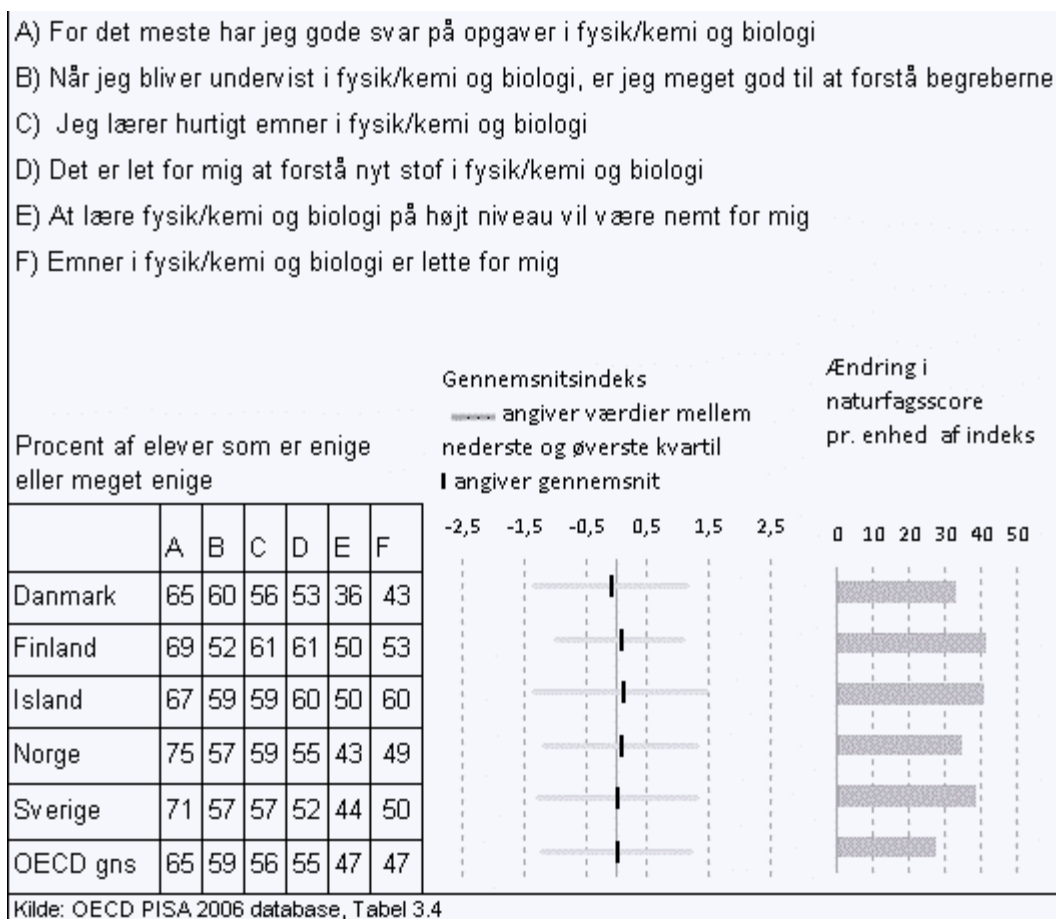 A) For det meste har jeg gode svar på opgaver i fysik/kemi og biologi
B) Når jeg bliver undervist i fysik/kemi og biologi, er jeg meget god til at forstå begreberne
C) Jeg lærer hurtigt emner i fysik/kemi og biologi
D) Det er let for mig at forstå nyt stof i fysik/kemi og biologi
E) At lære fysik/kemi og biologi på højt niveau vil være nemt for mig
F) Emner i fysik/kemi og biologi er lette for mig
Procent af elever som er enige
eller meget enige
Gennemsnitsindeks
angiver værdier mellem
nederste og øverste kvartil
angiver gennemsnit
Ændring i
naturfagsscore
pr. enhed af indeks
-2,5 -1,5 -0,5 0,5 1,5 2,5
0 10 20 30 40 50
A B C D E F
Danmark 65 60 56 53 36 43
Finland 69 52 61 61 50 53
Island 67 59 59 60 50 60
Norge 75 57 59 55 43 49
Sverige 71 57 57 52 44 50
OECD gns 65 59 56 55 47 47
Kilde: OECD PISA 2006 database, Tabel 3.4